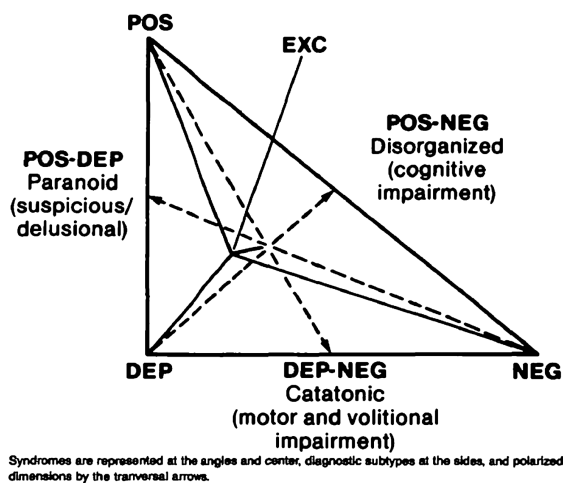 POS
EXC
POS-NEG
Disorganized
(cognitive
impairment)
POS-DEP
Paranoid
(suspicious/
delusional)
DEP
DEP-NEG
NEG
Catatonic
(motor and volitional
impairment)
Syndromes are represented at the angles and center, diagnostic subtypes at the sides, and polarized
dimensions by the tranversal arrows.